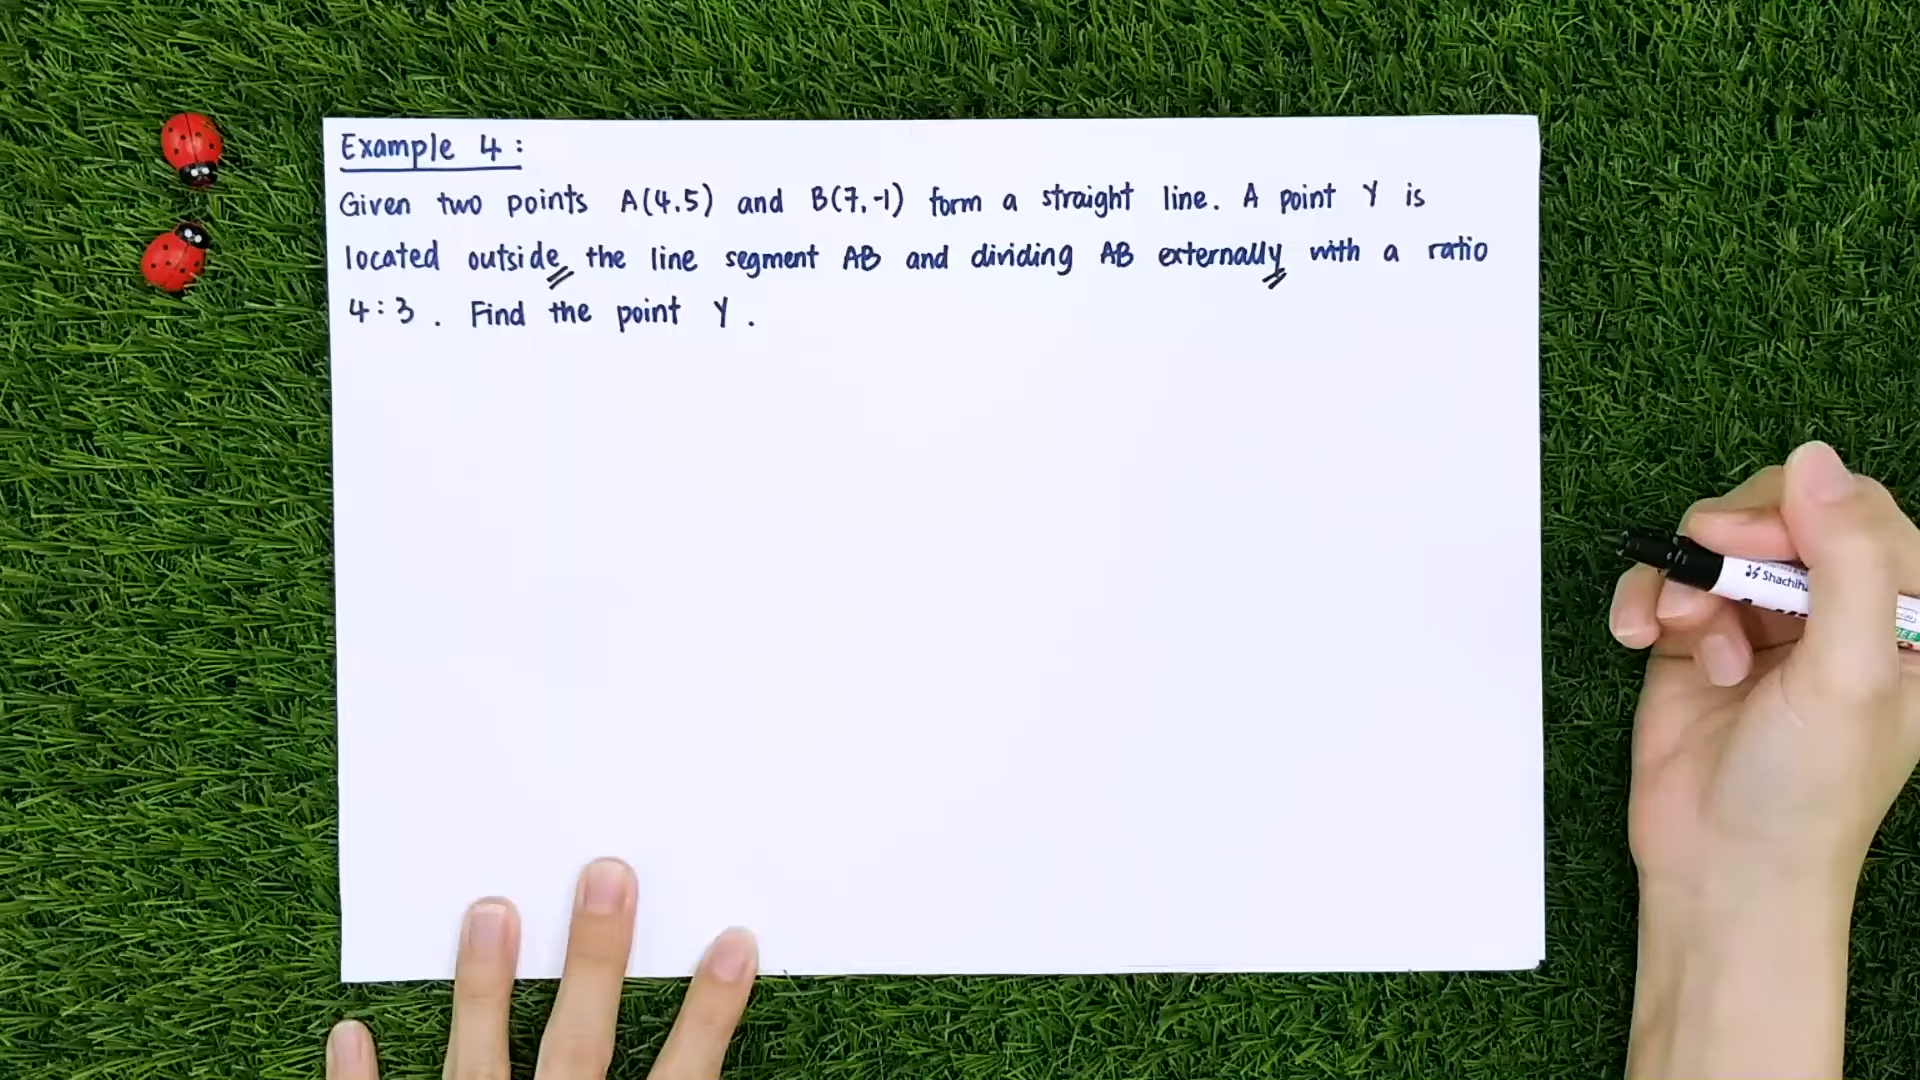 Example 4 :
Given two points A(4,5) and B(7,-1) form a straight line. A point Y is
located outside the line segment AB and dividing AB externally with a ratio
4 : 3 . Find the point Y .